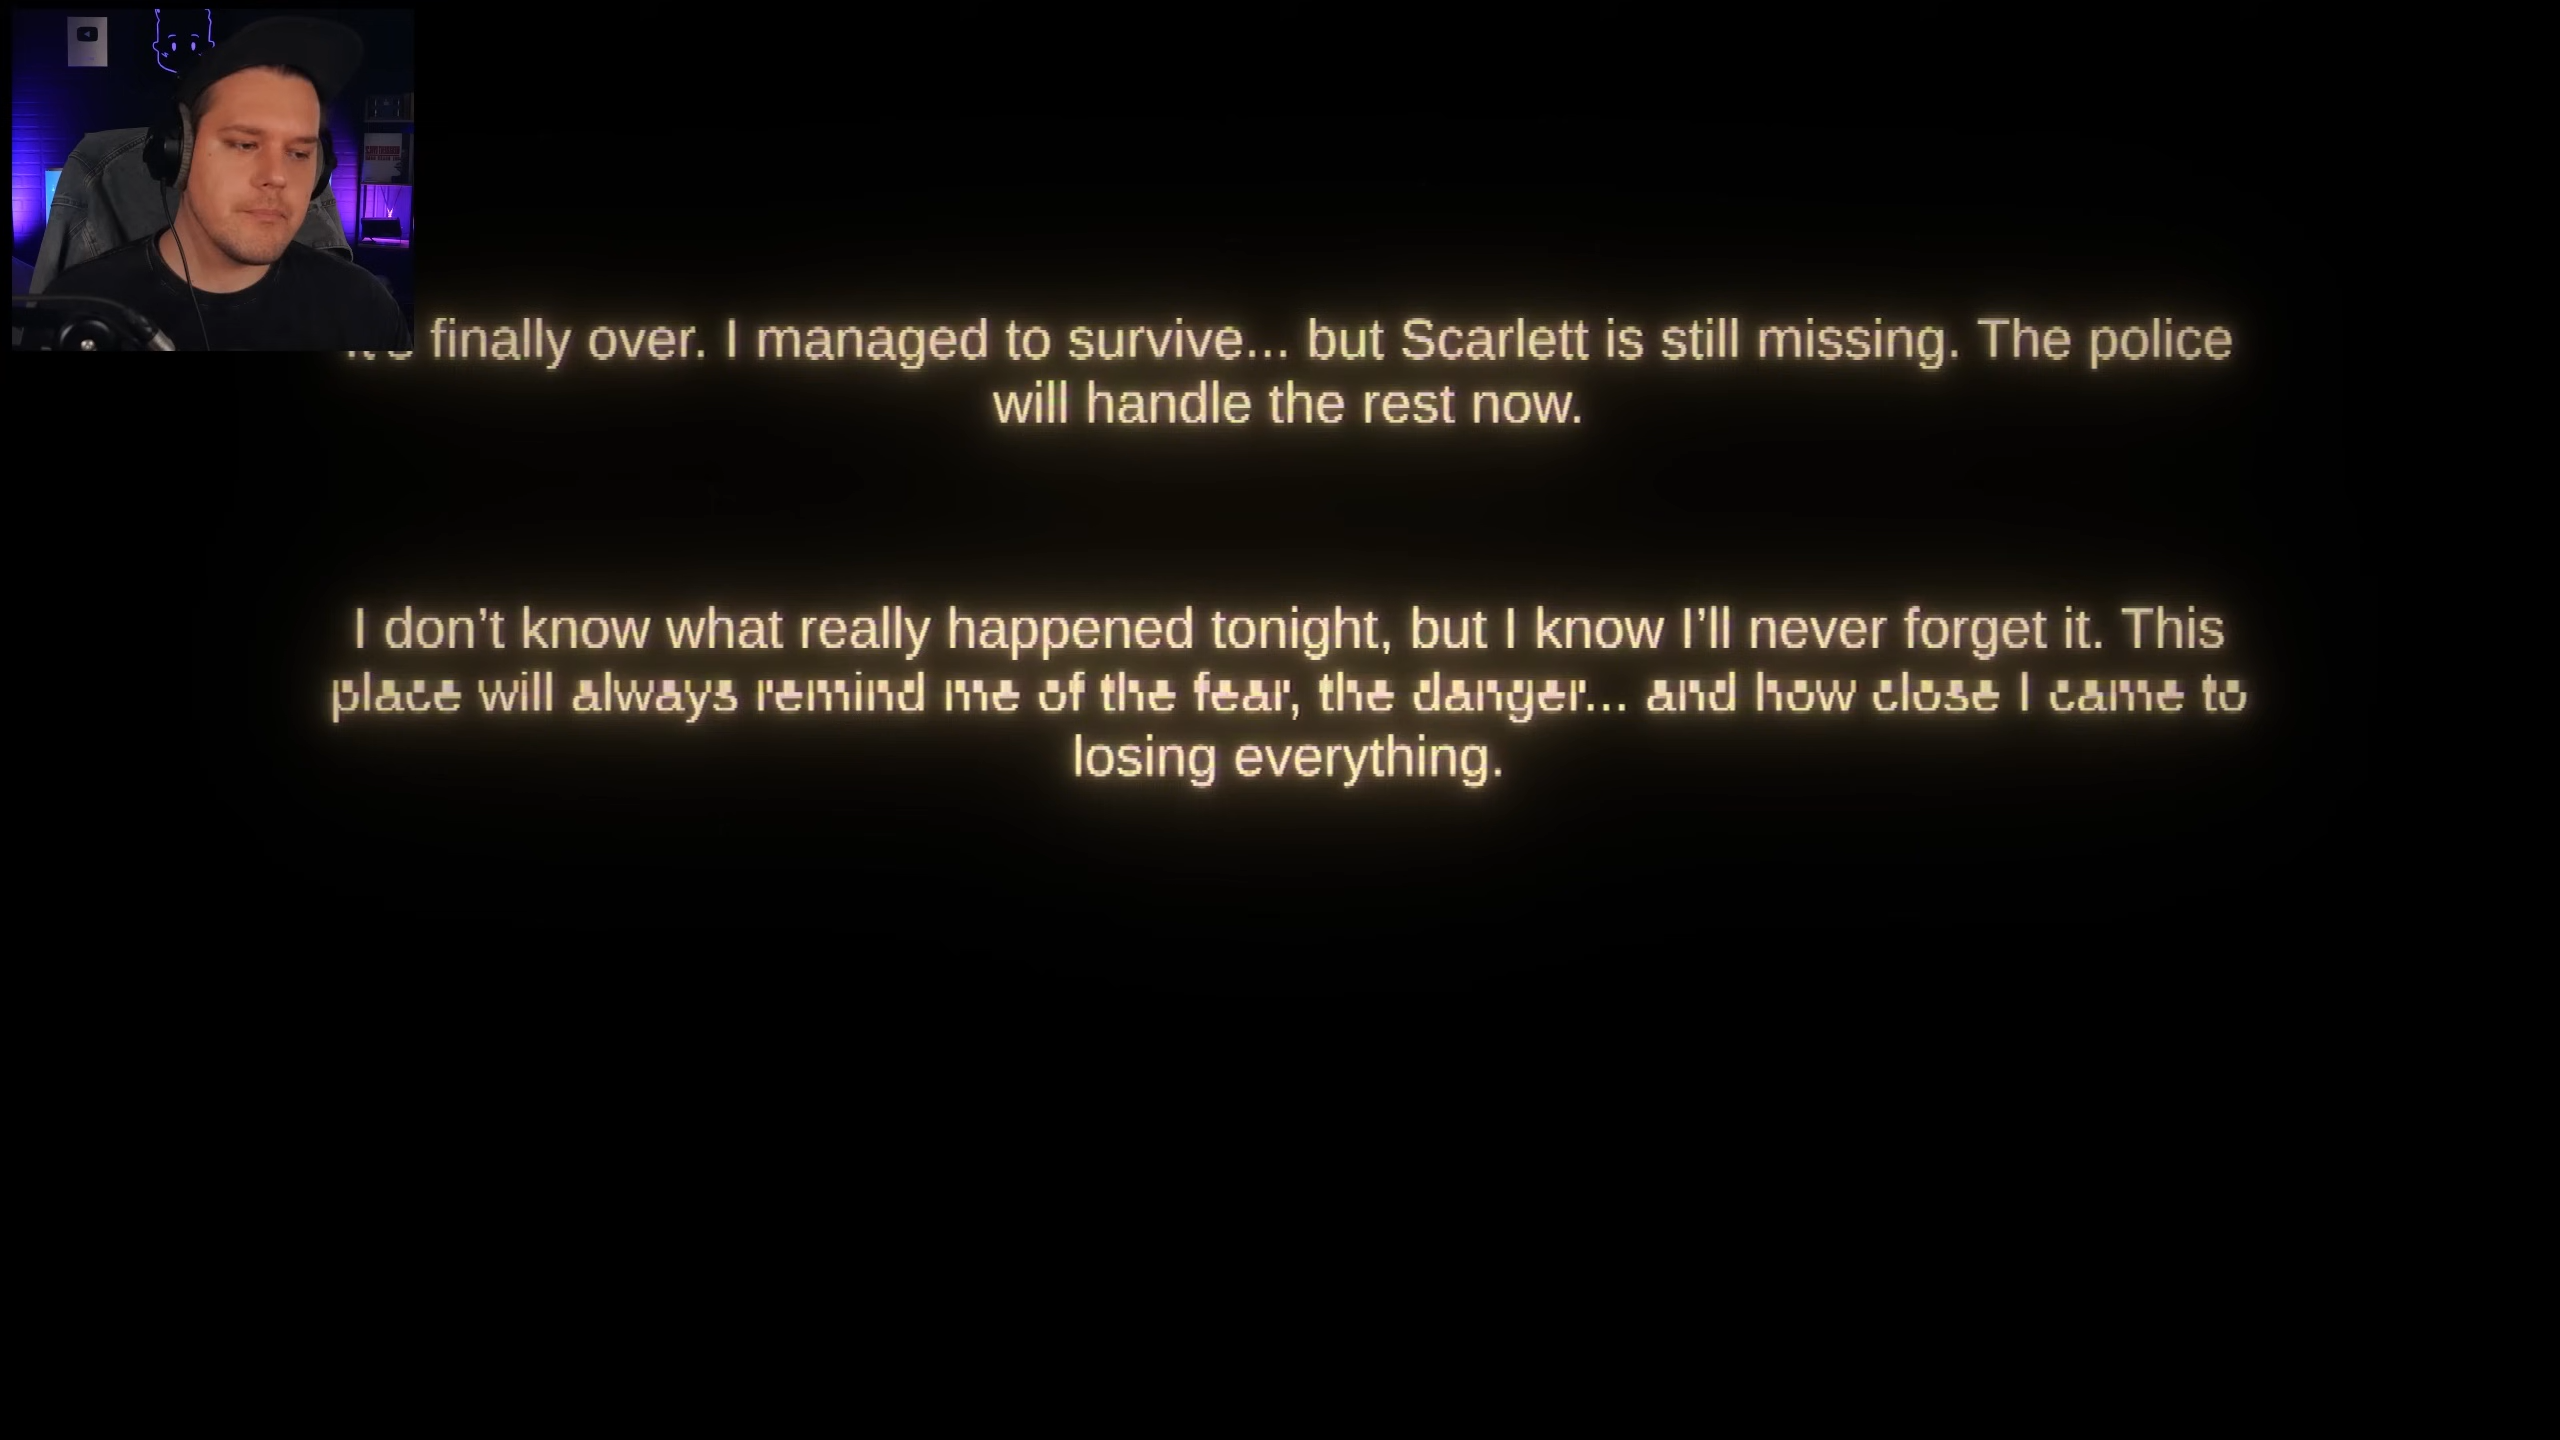 It's finally over. I managed to survive... but Scarlett is still missing. The police
will handle the rest now.
I don’t know what really happened tonight, but I know I’ll never forget it. This
place will always remind me of the fear, the danger... and how close I came to
losing everything.